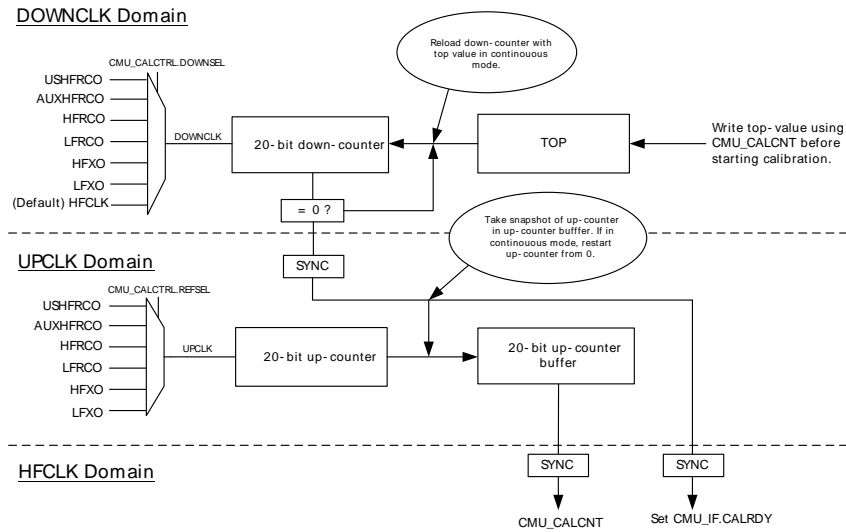 DOWNCLK Domain
CMU_CALCTRL.DOWNSEL
USHFRCO
AUXHFRCO
HFRCO
LFRCO
HFXO
LFXO
(Default) HFCLK
DOWNCLK
20-bit down-counter
= 0 ?
Reload down-counter with
top value in continouous
mode.
TOP
Write top-value using
CMU_CALCNT before
starting calibration.
Take snapshot of up-counter
in up-counter bufffer. If in
continouous mode, restart
up-counter from 0.
SYNC
UPCLK Domain
CMU_CALCTRL.REFSEL
USHFRCO
AUXHFRCO
HFRCO
LFRCO
HFXO
LFXO
UPCLK
20-bit up-counter
20-bit up-counter
buffer
HFCLK Domain
SYNC
SYNC
CMU_CALCNT
Set CMU_IF.CALRDY